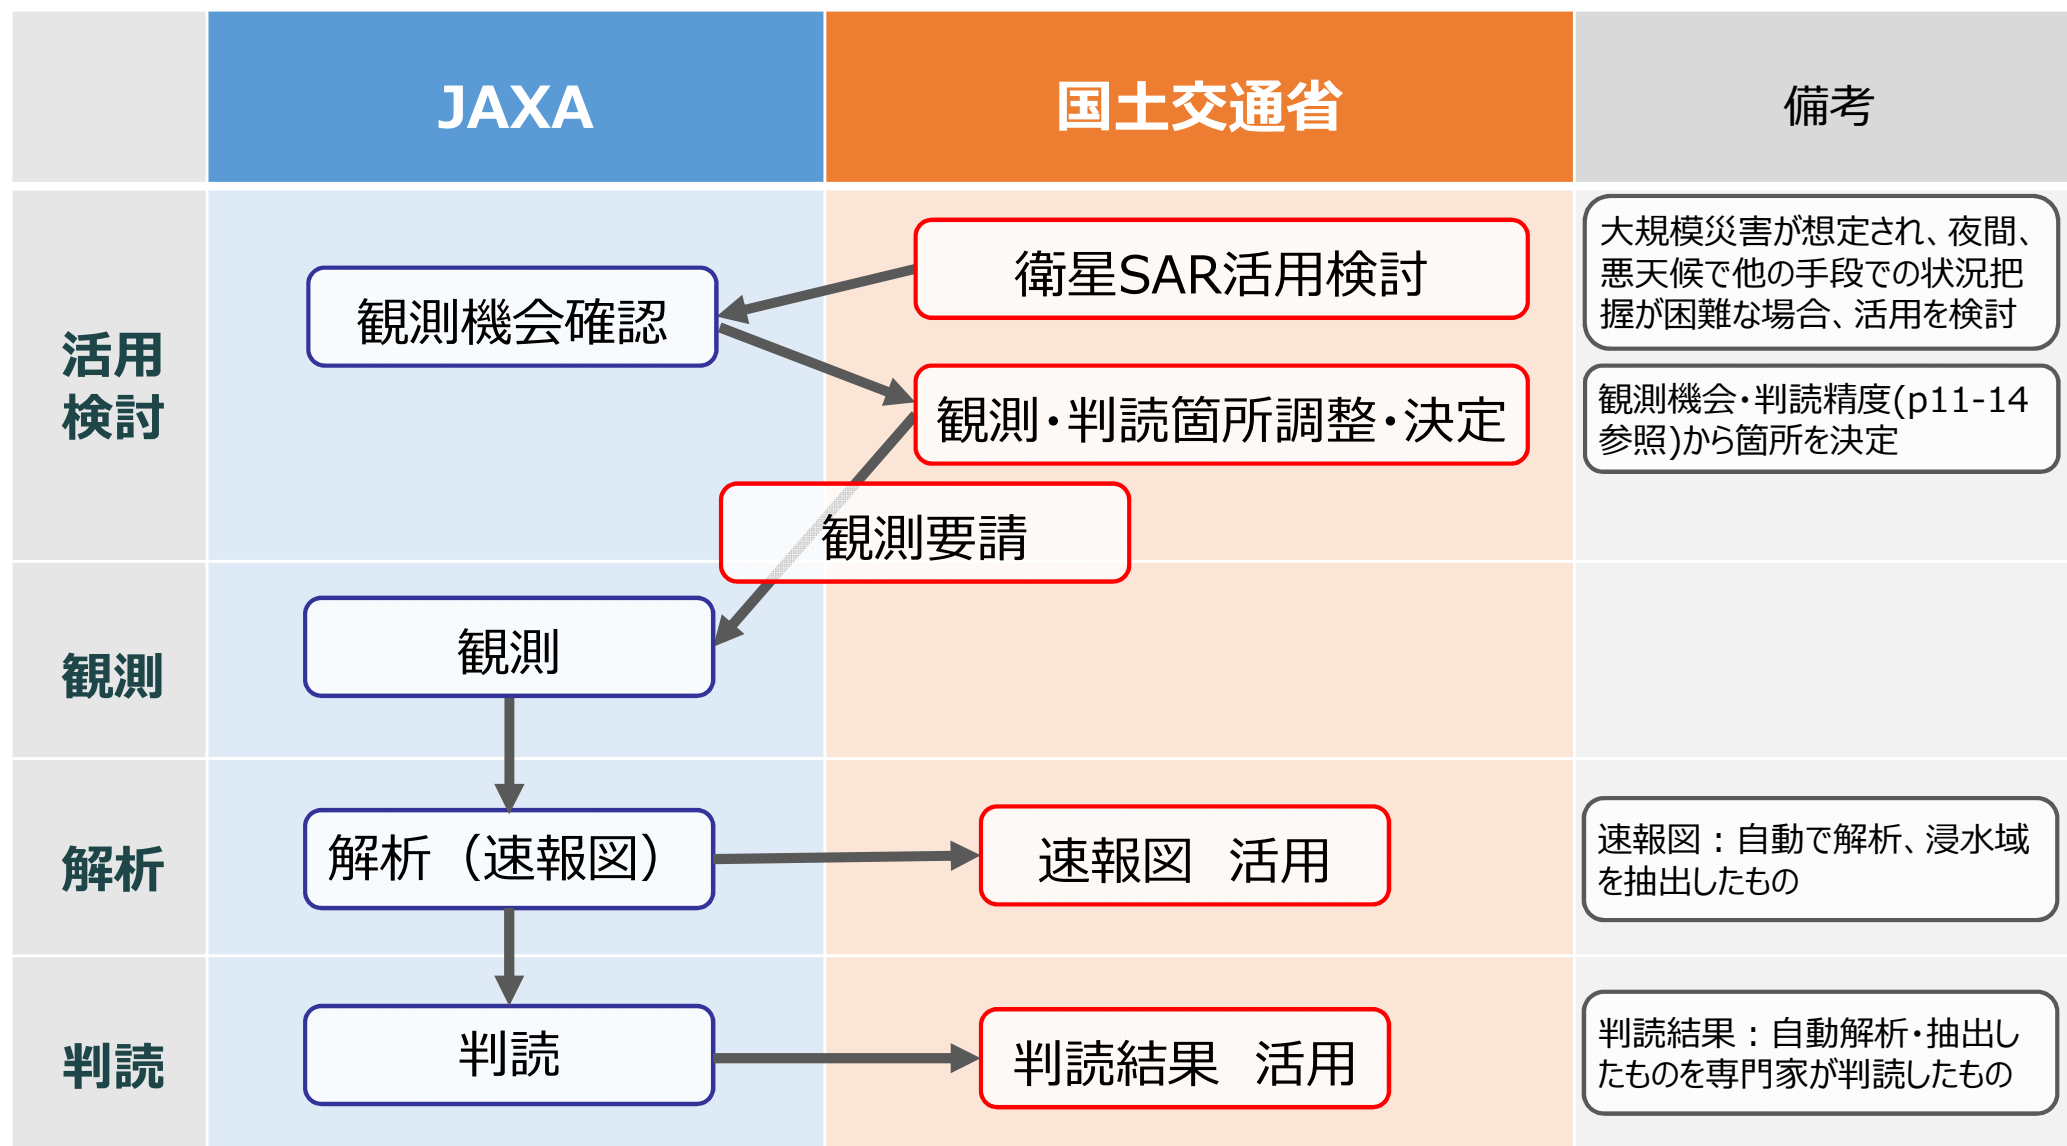 JAXA
国土交通省
備考
活用
検討
衛星SAR活用検討
観測機会確認
観測・判読箇所調整・決定
観測要請
大規模災害が想定され、夜間、
悪天候で他の手段での状況把
握が困難な場合、活用を検討
観測機会・判読精度(p11-14
参照)から箇所を決定
観測
観測
解析
解析（速報図）
速報図　活用
速報図：自動で解析、浸水域
を抽出したもの
判読
判読
判読結果　活用
判読結果：自動解析・抽出し
たものを専門家が判読したもの